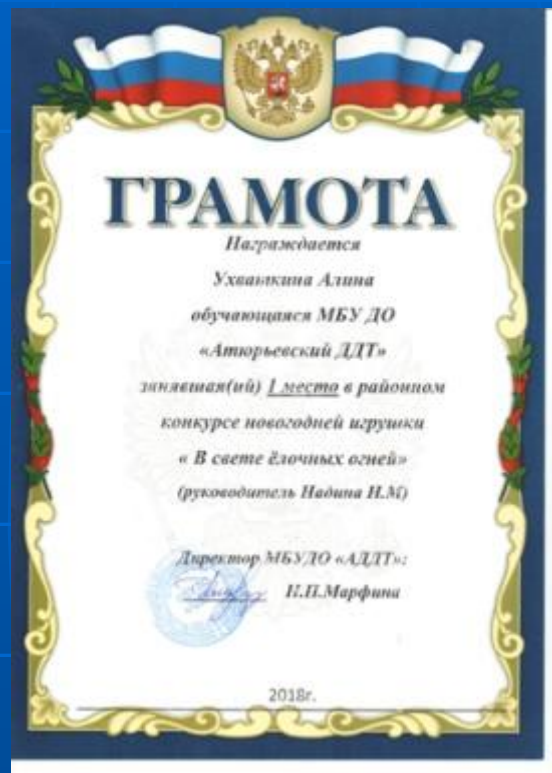 ГРАМОТА
Награждается
Ухваткина Алина
обучающаяся МБУ ДО
«Атюрьевский ДДТ»
занявшая(ий) 1 место в районном
конкурсе новогодней игрушки
« В свете ёлочных огней»
(руководитель Надина Н.М)
Директор МБУДО «АДДТ»:
Н.П.Марфина
2018г.